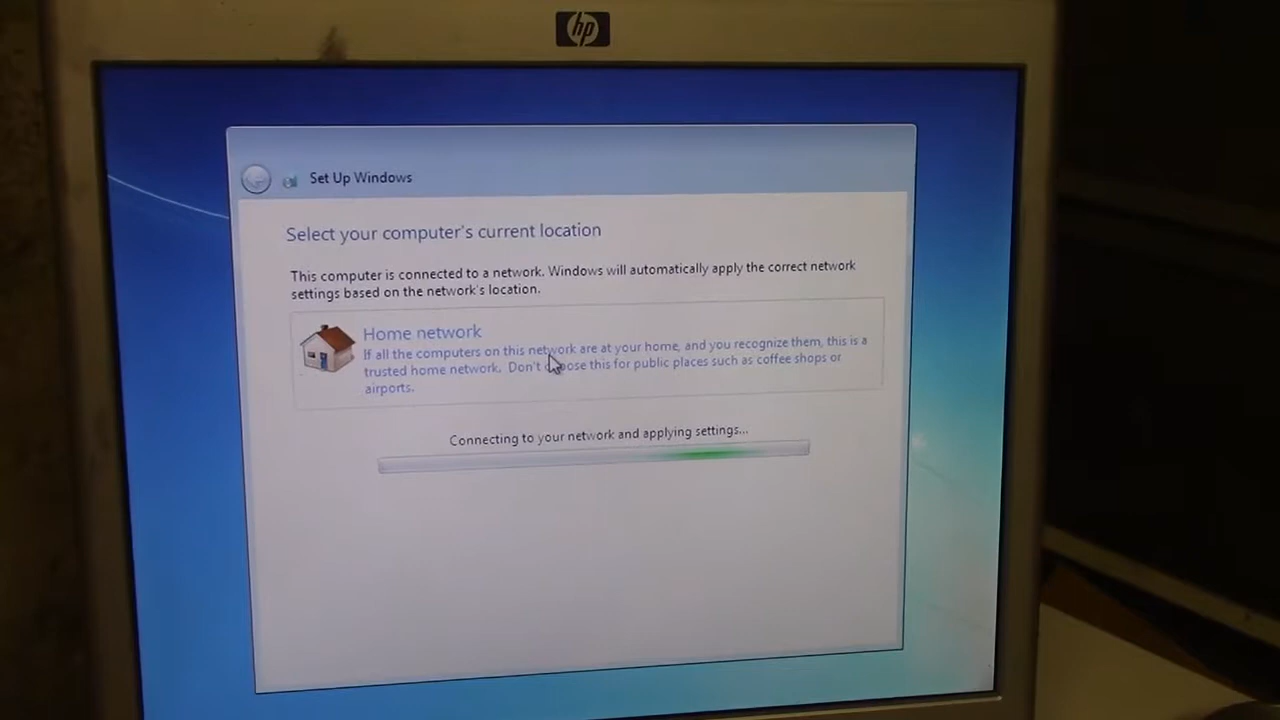 hp
Set Up Windows
Select your computer's current location
This computer is connected to a network. Windows will automatically apply the correct network
settings based on the network's location.
Home network
If all the computers on this network are at your home, and you recognize them, this is a
trusted home network. Don't choose this for public places such as coffee shops or
airports.
Connecting to your network and applying settings...